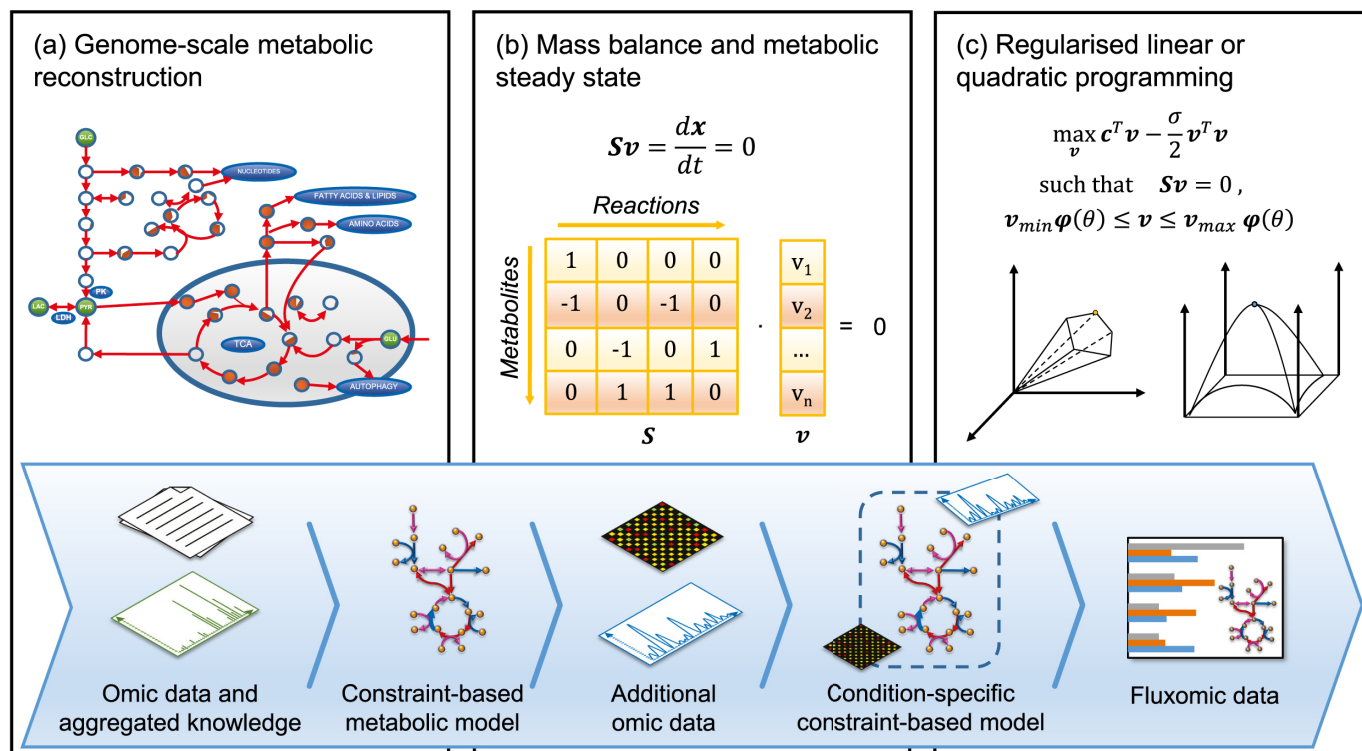 (a) Genome-scale metabolic
reconstruction
GLC
NUCLEOTIDES
FATTY ACIDS & LIPIDS
AMINO ACIDS
PK
LAC
PYR
LDH
TCA
GLU
AUTOPHAGY
(b) Mass balance and metabolic
steady state
Sv = dx/dt = 0
Reactions
Metabolites
1 0 0 0 v1
-1 0 -1 0 v2
· = 0
0 -1 0 1 ...
0 1 1 0 vn
S v
(c) Regularised linear or
quadratic programming
max v c^T v − σ/2 v^T v
such that Sv = 0 ,
v_min φ(θ) ≤ v ≤ v_max φ(θ)
Omic data and
aggregated knowledge
Constraint-based
metabolic model
Additional
omic data
Condition-specific
constraint-based model
Fluxomic data